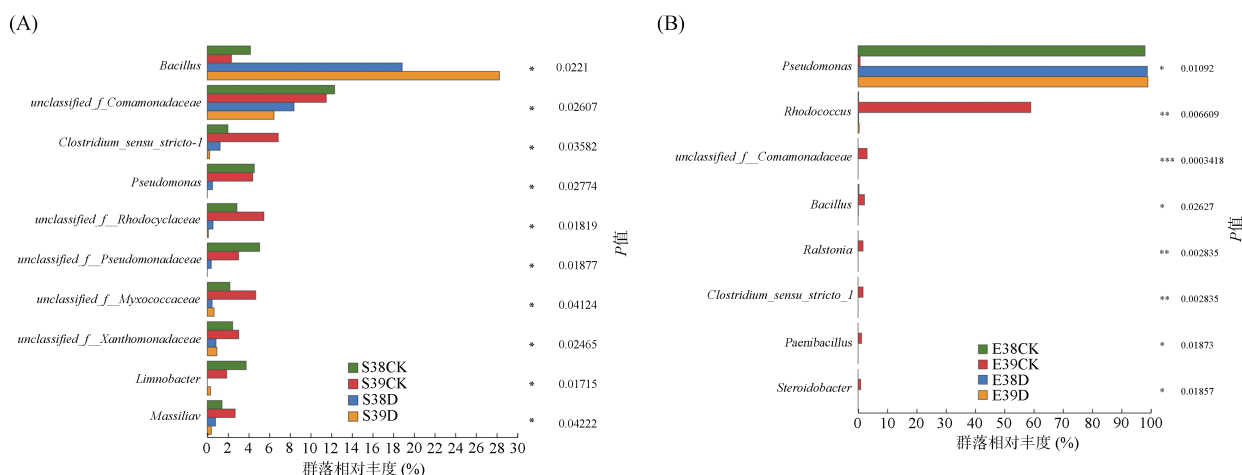 (A)
Bacillus
* 0.0221
unclassified_f_Comamonadaceae
* 0.02607
Clostridium_sensu_stricto-1
* 0.03582
Pseudomonas
* 0.02774
unclassified_f__Rhodocyclaceae
* 0.01819
unclassified_f__Pseudomonadaceae
* 0.01877
unclassified_f__Myxococcaceae
* 0.04124
unclassified_f__Xanthomonadaceae
* 0.02465
Limnobacter
* 0.01715
Massiliav
* 0.04222
P值
S38CK
S39CK
S38D
S39D
0 2 4 6 8 10 12 14 16 18 20 22 24 26 28 30
群落相对丰度 (%)
(B)
Pseudomonas
* 0.01092
Rhodococcus
** 0.006609
unclassified_f__Comamonadaceae
*** 0.0003418
Bacillus
* 0.02627
Ralstonia
** 0.002835
Clostridium_sensu_stricto_1
** 0.002835
Paenibacillus
* 0.01873
Steroidobacter
* 0.01857
P值
E38CK
E39CK
E38D
E39D
0 10 20 30 40 50 60 70 80 90 100
群落相对丰度 (%)